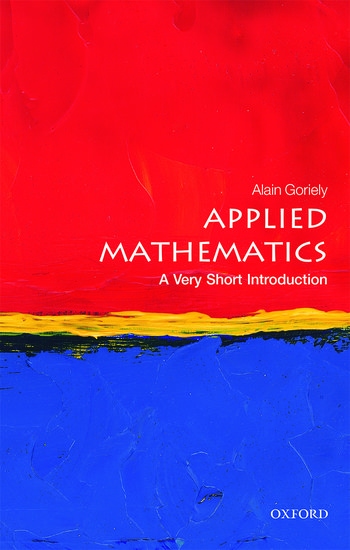 Alain Goriely
APPLIED
MATHEMATICS
A Very Short Introduction
OXFORD